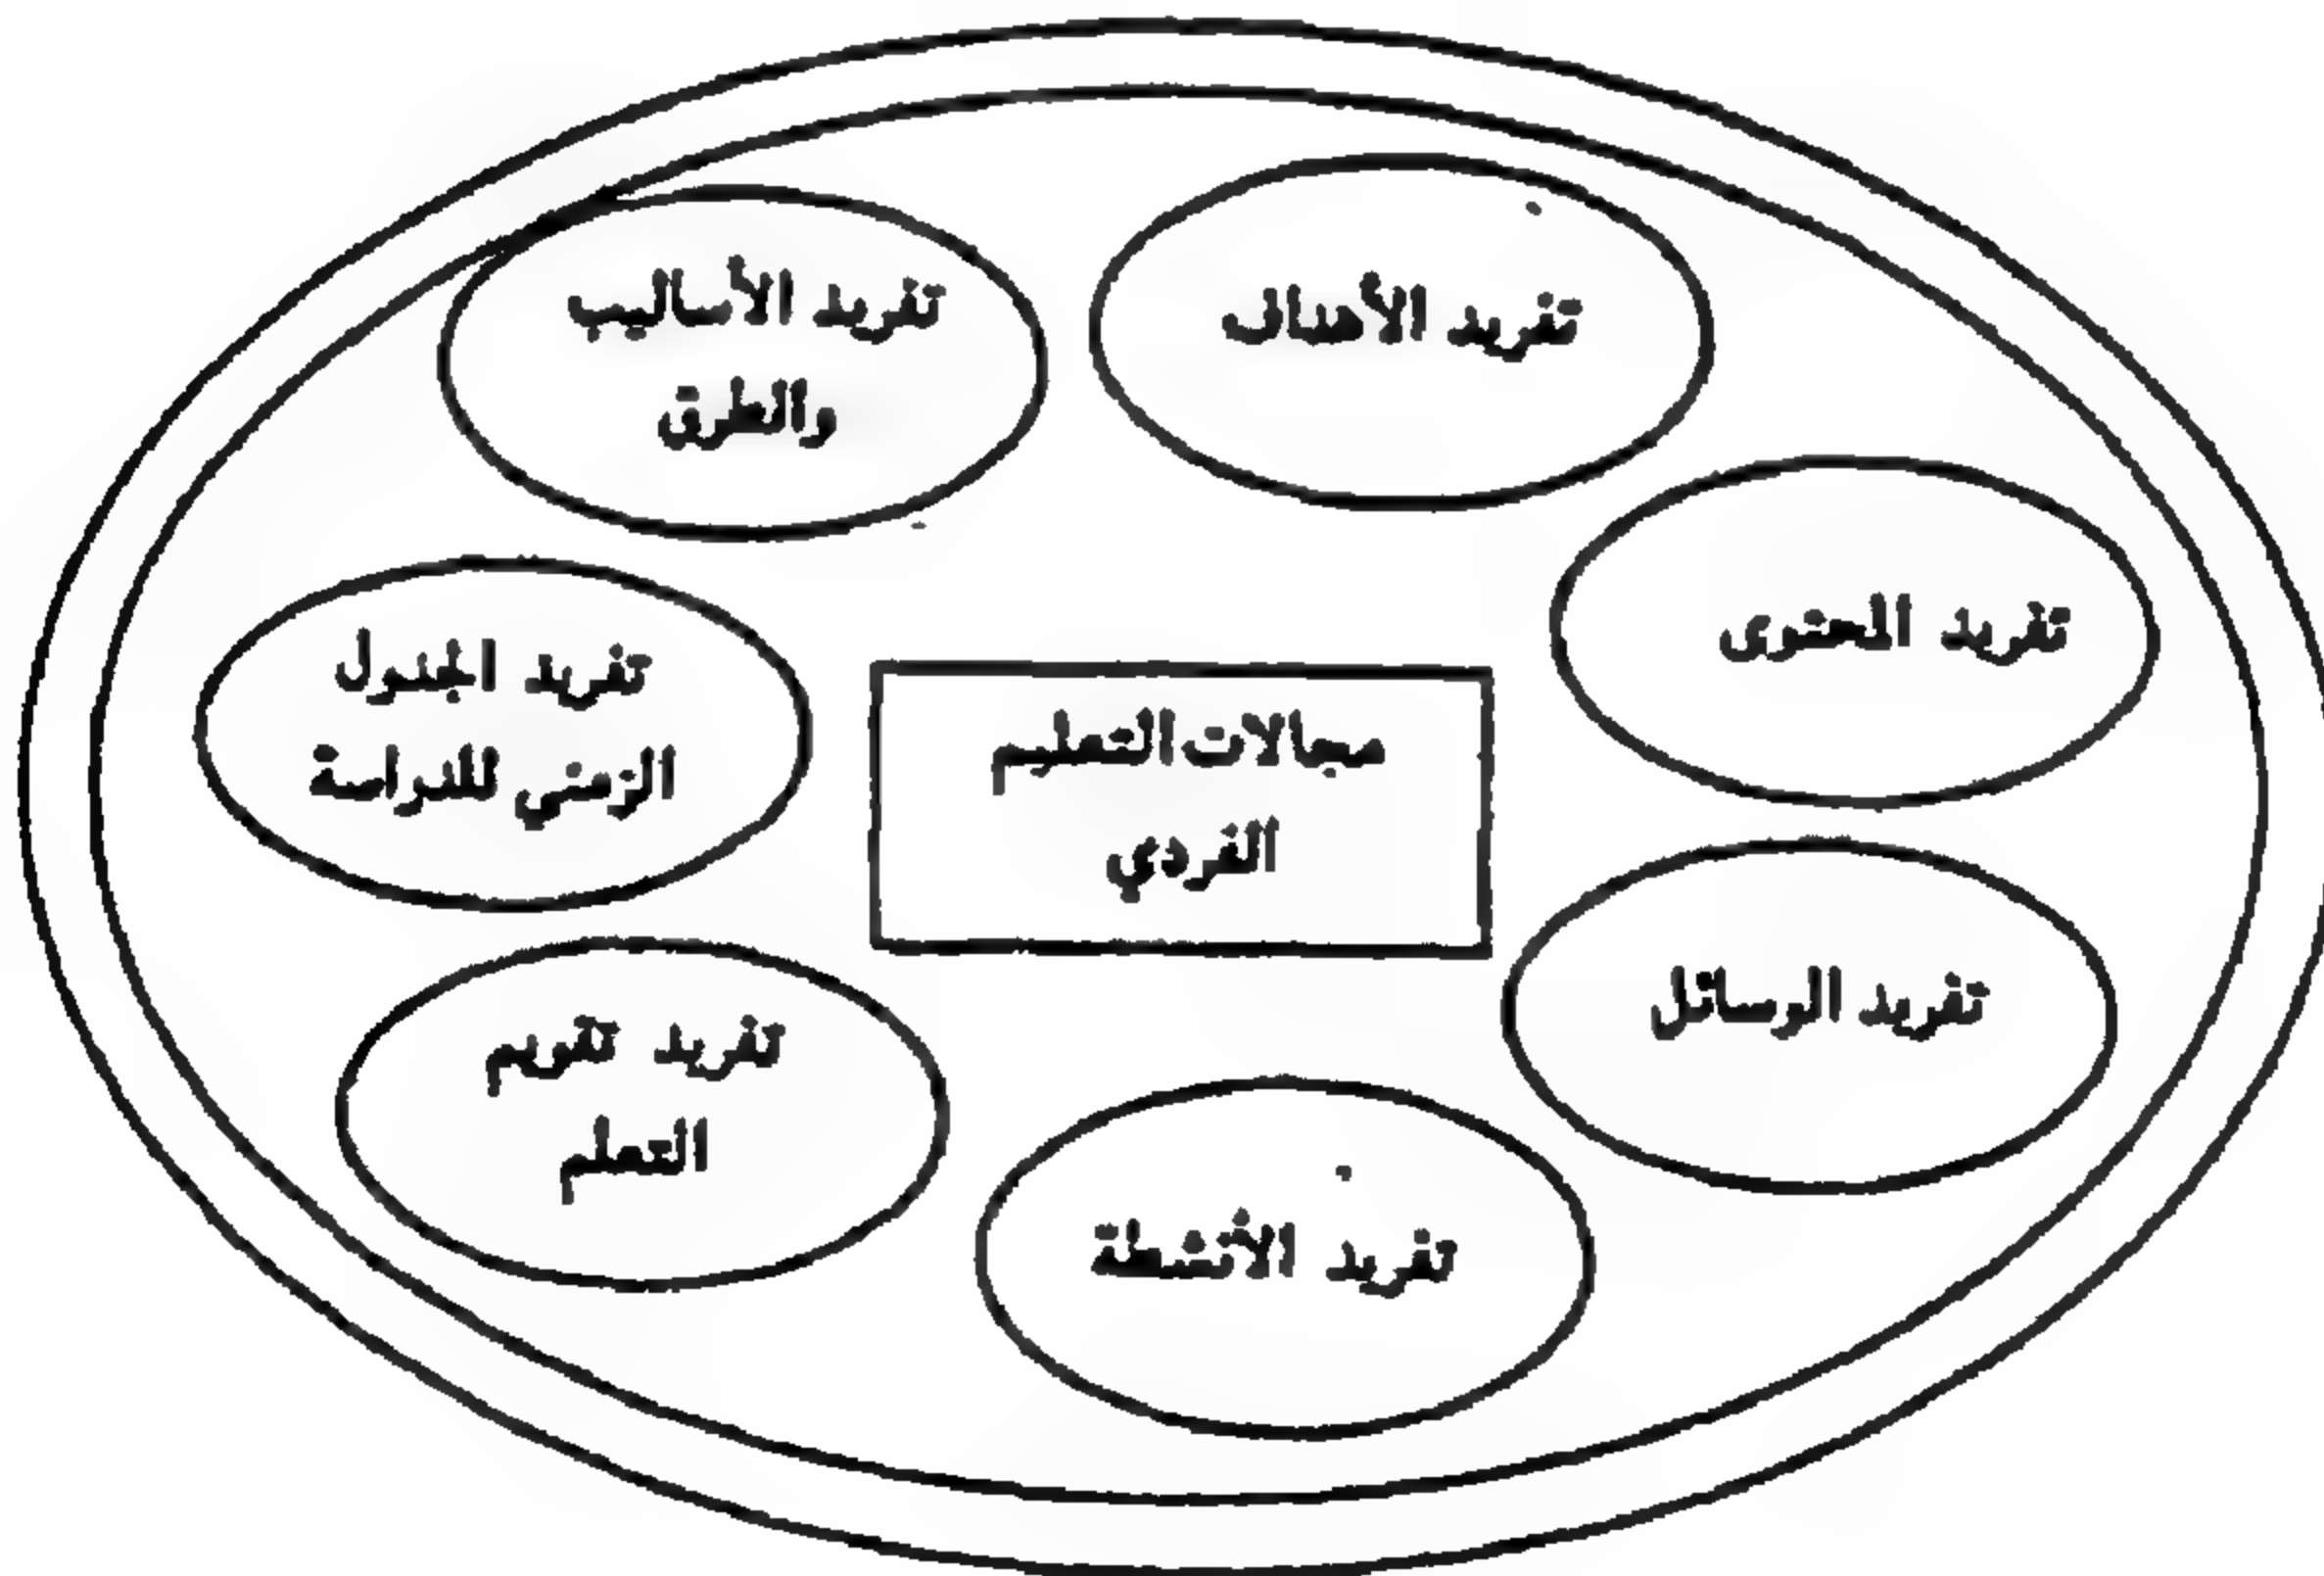 تفريد الأهداف
تفريد الأساليب
والطرق
تفريد المحتوى
تفريد الجدول
الزمني للدراسة
مجالات التعليم
الفردي
تفريد الوسائل
تفريد تقويم
التعلم
تفريد الأنشطة